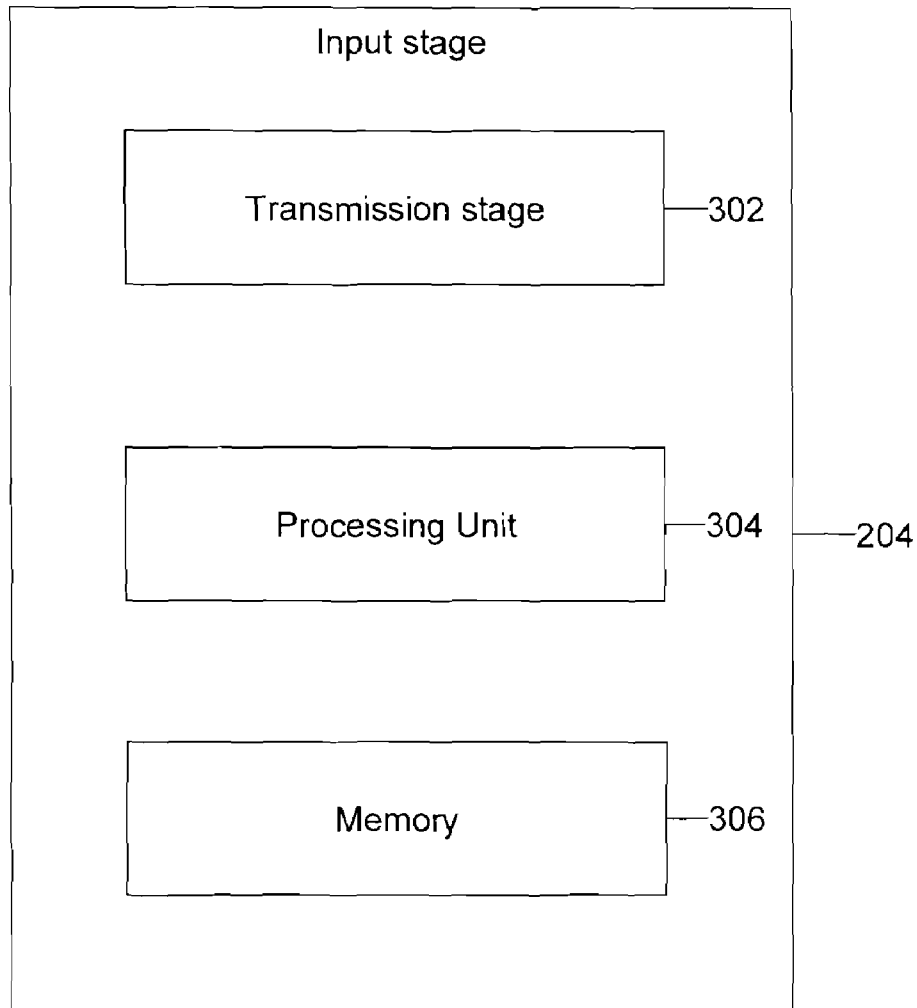 Input stage
Transmission stage
302
Processing Unit
304
204
Memory
306